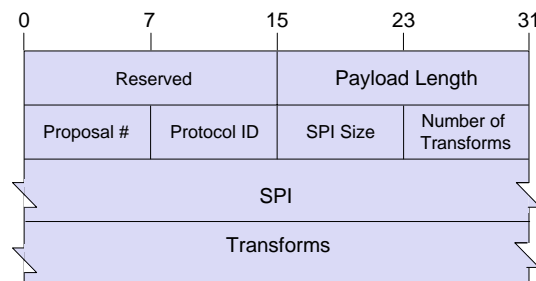 0 7 15 23 31
Reserved Payload Length
Proposal # Protocol ID SPI Size Number of
Transforms
SPI
Transforms